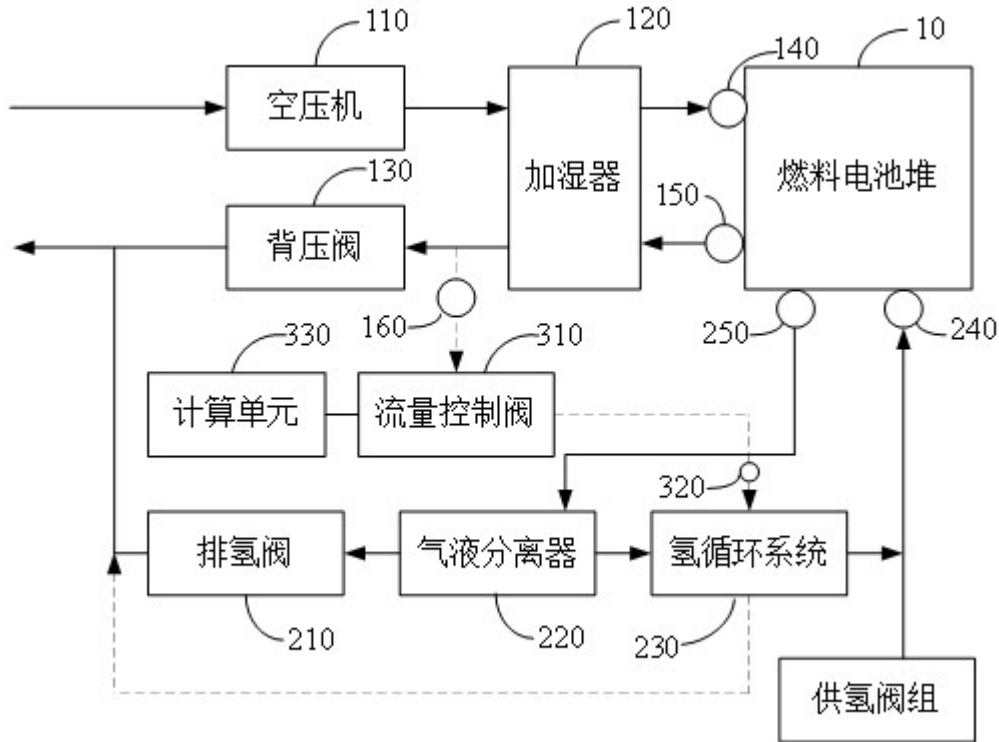 110
120
10
140
空压机
加湿器
燃料电池堆
130
150
背压阀
160
250
240
330
310
计算单元
流量控制阀
320
排氢阀
气液分离器
氢循环系统
210
220
230
供氢阀组